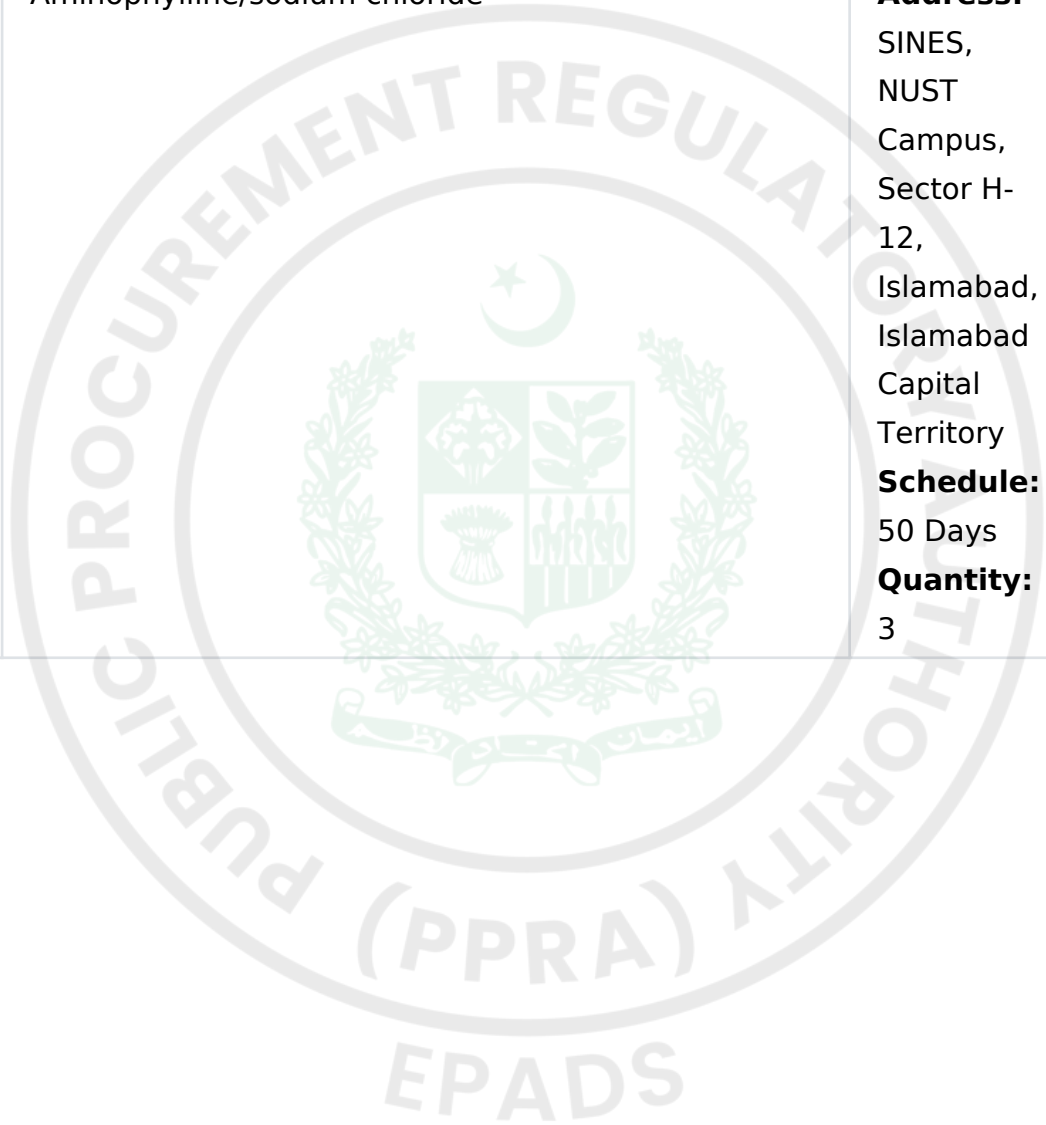 Aminophylline/sodium chloride
Address:
SINES,
NUST
Campus,
Sector H-
12,
Islamabad,
Islamabad
Capital
Territory
Schedule:
50 Days
Quantity:
3
PUBLIC PROCUREMENT REGULATORY AUTHORITY
(PPRA)
EPADS